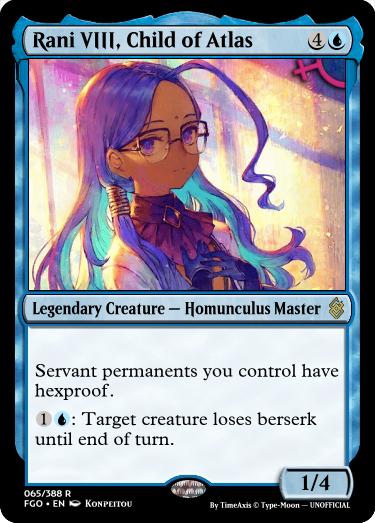 Rani VIII, Child of Atlas 4
Legendary Creature — Homunculus Master
Servant permanents you control have
hexproof.
1: Target creature loses berserk
until end of turn.
1/4
065/388 R
FGO • EN Konpeitou
By TimeAxis © Type-Moon — UNOFFICIAL